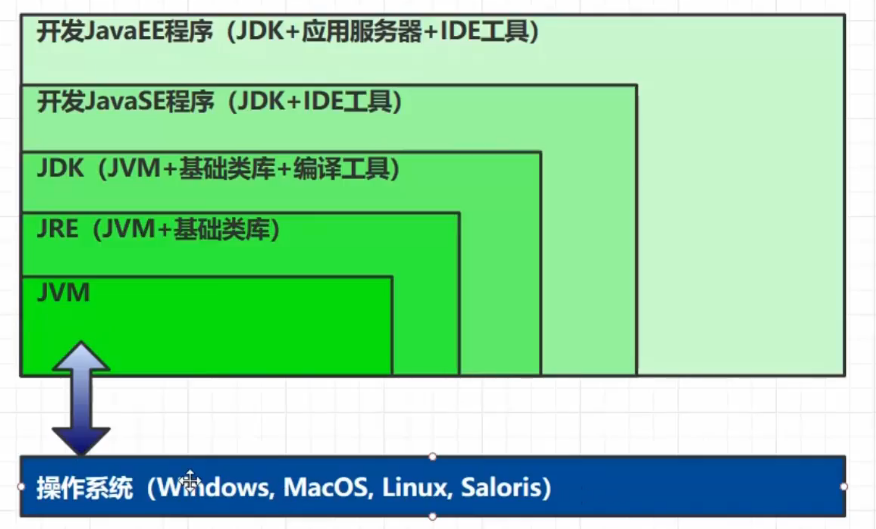 开发JavaEE程序（JDK+应用服务器+IDE工具）
开发JavaSE程序（JDK+IDE工具）
JDK（JVM+基础类库+编译工具）
JRE（JVM+基础类库）
JVM
操作系统（Windows, MacOS, Linux, Saloris）